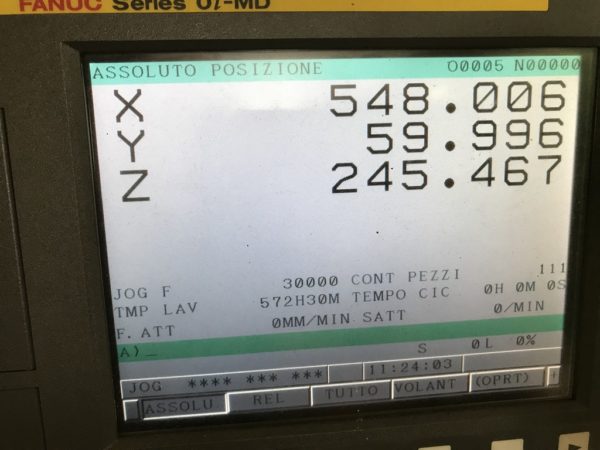 FANUC Series 0i-MD
ASSOLUTO POSIZIONE O0005 N00000
X 548.006
Y 59.996
Z 245.467
JOG F 30000 CONT PEZZI 111
TMP LAV 572H30M TEMPO CIC 0H 0M 0S
F. ATT 0MM/MIN SATT 0/MIN
A)_ S 0L 0%
JOG **** *** *** 11:24:03
ASSOLU REL TUTTO VOLANT (OPRT) +